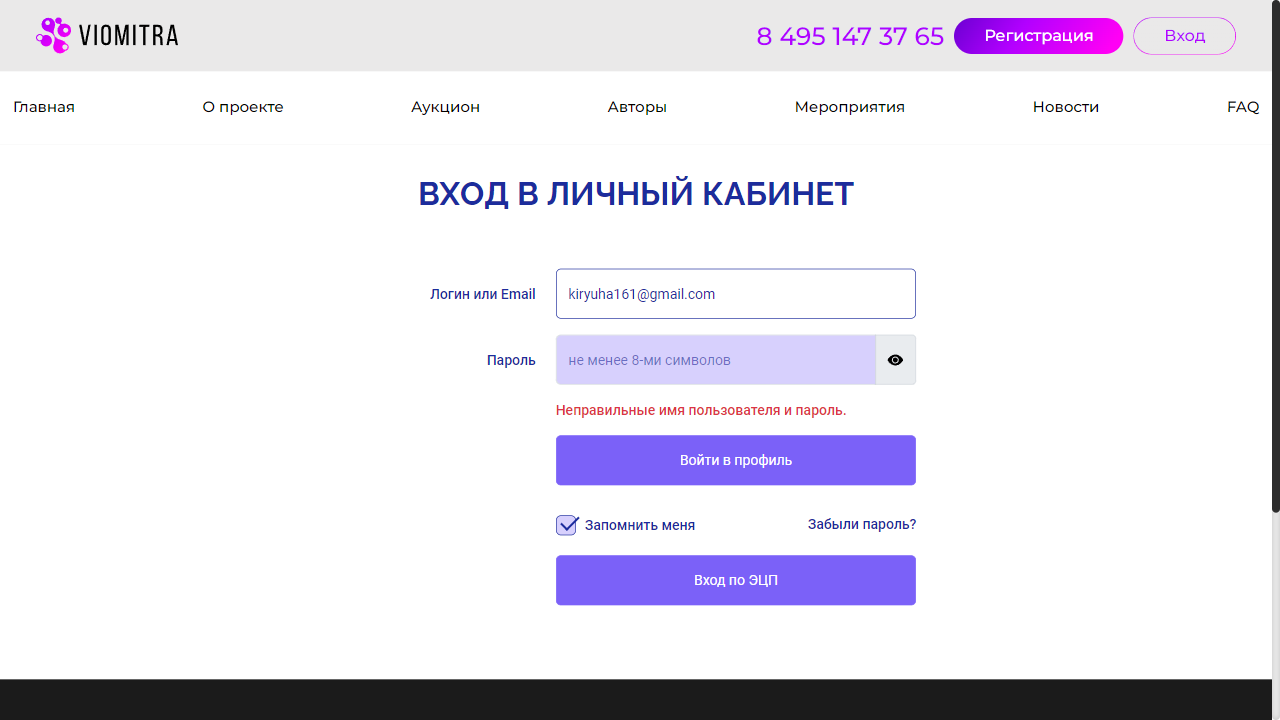 VIOMITRA
8 495 147 37 65
Регистрация
Вход
Главная
О проекте
Аукцион
Авторы
Мероприятия
Новости
FAQ
ВХОД В ЛИЧНЫЙ КАБИНЕТ
Логин или Email
kiryuha161@gmail.com
Пароль
не менее 8-ми символов
Неправильные имя пользователя и пароль.
Войти в профиль
Запомнить меня
Забыли пароль?
Вход по ЭЦП